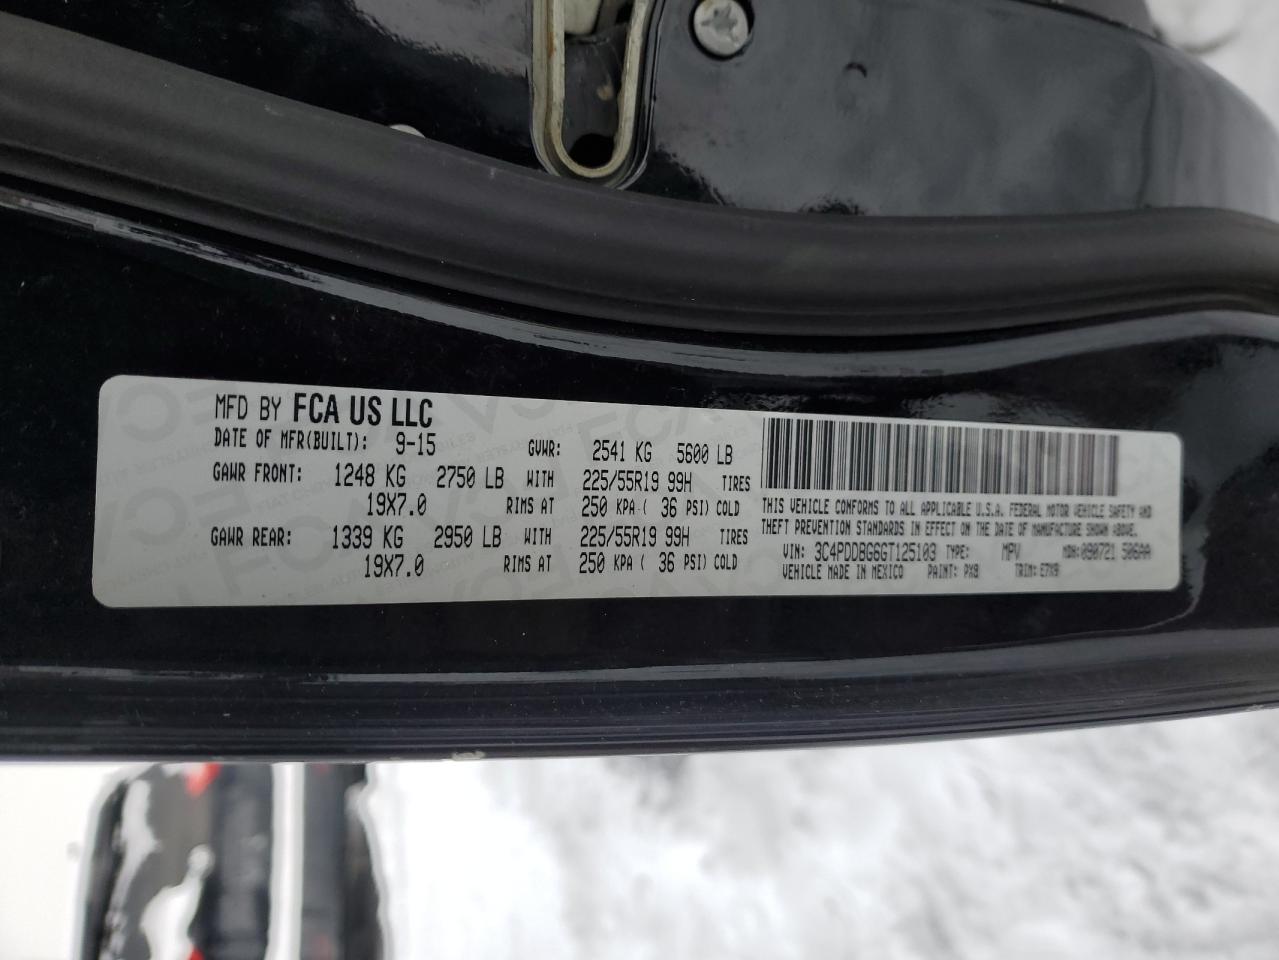 MFD BY FCA US LLC
DATE OF MFR(BUILT): 9-15 GVWR: 2541 KG 5600 LB
GAWR FRONT: 1248 KG 2750 LB WITH 225/55R19 99H TIRES
19X7.0 RIMS AT 250 KPA ( 36 PSI) COLD
GAWR REAR: 1339 KG 2950 LB WITH 225/55R19 99H TIRES
19X7.0 RIMS AT 250 KPA ( 36 PSI) COLD
THIS VEHICLE CONFORMS TO ALL APPLICABLE U.S.A. FEDERAL MOTOR VEHICLE SAFETY AND
THEFT PREVENTION STANDARDS IN EFFECT ON THE DATE OF MANUFACTURE SHOWN ABOVE.
VIN: 3C4PDDBG6GT125103 TYPE: MPV MDH: 090721 506AA
VEHICLE MADE IN MEXICO PAINT: PX8 TRIM: E7X9